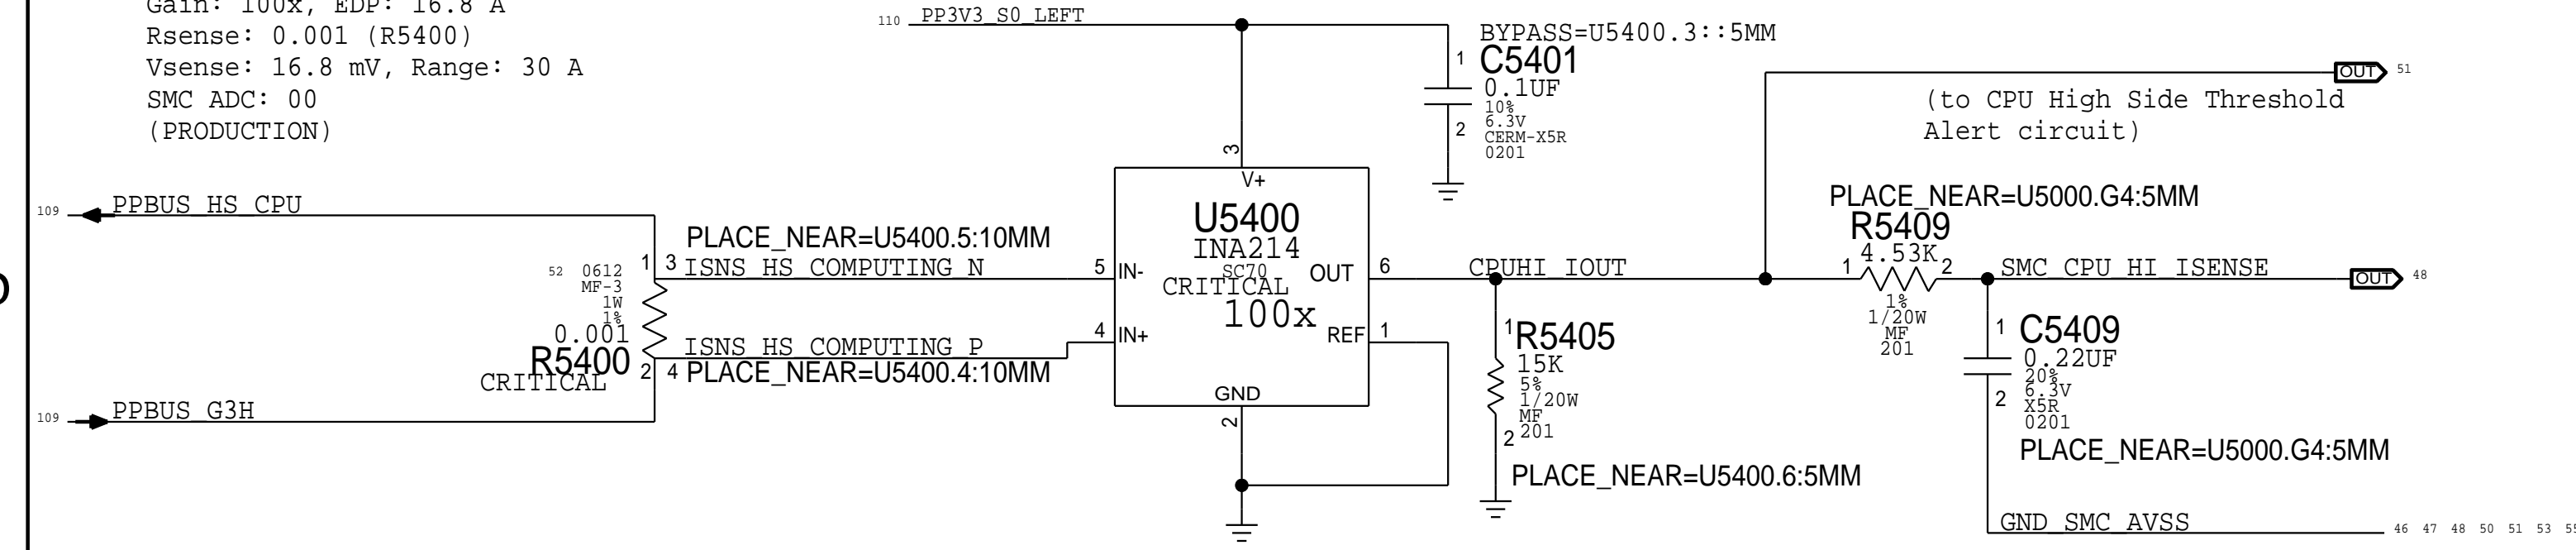 Gain: 100x, EDP: 16.8 A
Rsense: 0.001 (R5400)
Vsense: 16.8 mV, Range: 30 A
SMC ADC: 00
(PRODUCTION)
110 PP3V3_S0_LEFT
BYPASS=U5400.3::5MM
1 C5401
0.1UF
10%
6.3V
2 CERM-X5R
0201
OUT 51
(to CPU High Side Threshold
Alert circuit)
109 PPBUS_HS_CPU
3
V+
U5400
INA214
SC70
CRITICAL
100x
PLACE_NEAR=U5400.5:10MM
1 3 ISNS_HS_COMPUTING_N 5 IN-
52 0612
MF-3
1W
1%
0.001
R5400
CRITICAL
ISNS_HS_COMPUTING_P 4 IN+
2 4 PLACE_NEAR=U5400.4:10MM
109 PPBUS_G3H
OUT 6 CPUHI_IOUT
REF 1
GND
2
1 R5405
15K
5%
1/20W
MF
2 201
PLACE_NEAR=U5400.6:5MM
PLACE_NEAR=U5000.G4:5MM
R5409
4.53K
1 2 SMC_CPU_HI_ISENSE OUT 48
1%
1/20W
MF
201
1 C5409
0.22UF
20%
6.3V
2 X5R
0201
PLACE_NEAR=U5000.G4:5MM
GND_SMC_AVSS 46 47 48 50 51 53 55